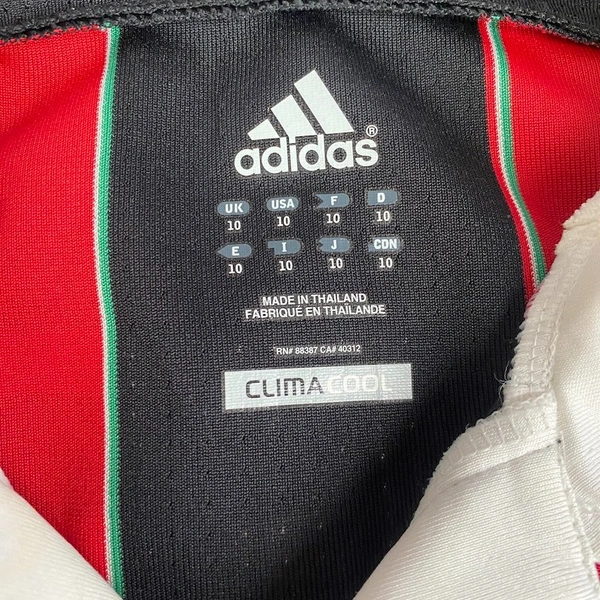 adidas®
UK USA F D
10 10 10 10
E I J CDN
10 10 10 10
MADE IN THAILAND
FABRIQUÉ EN THAÏLANDE
RN# 88387 CA# 40312
CLIMACOOL